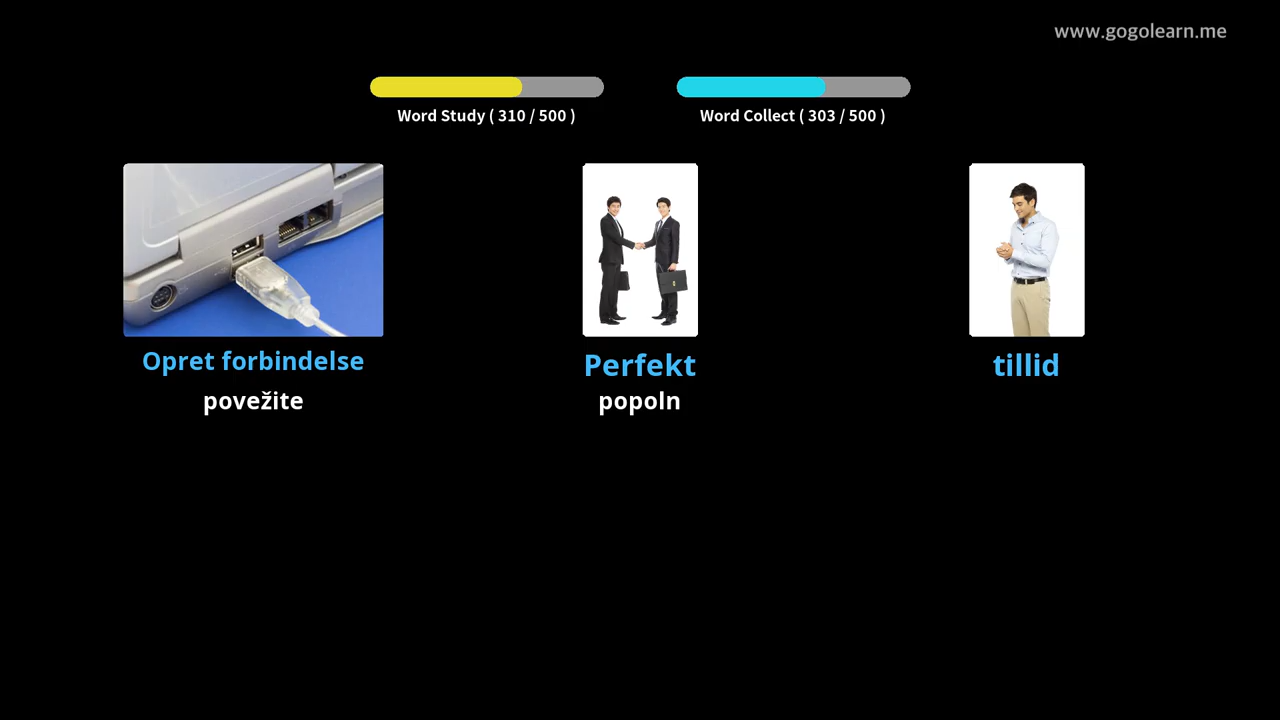 www.gogolearn.me
Word Study ( 310 / 500 )
Word Collect ( 303 / 500 )
Opret forbindelse
povežite
Perfekt
popoln
tillid